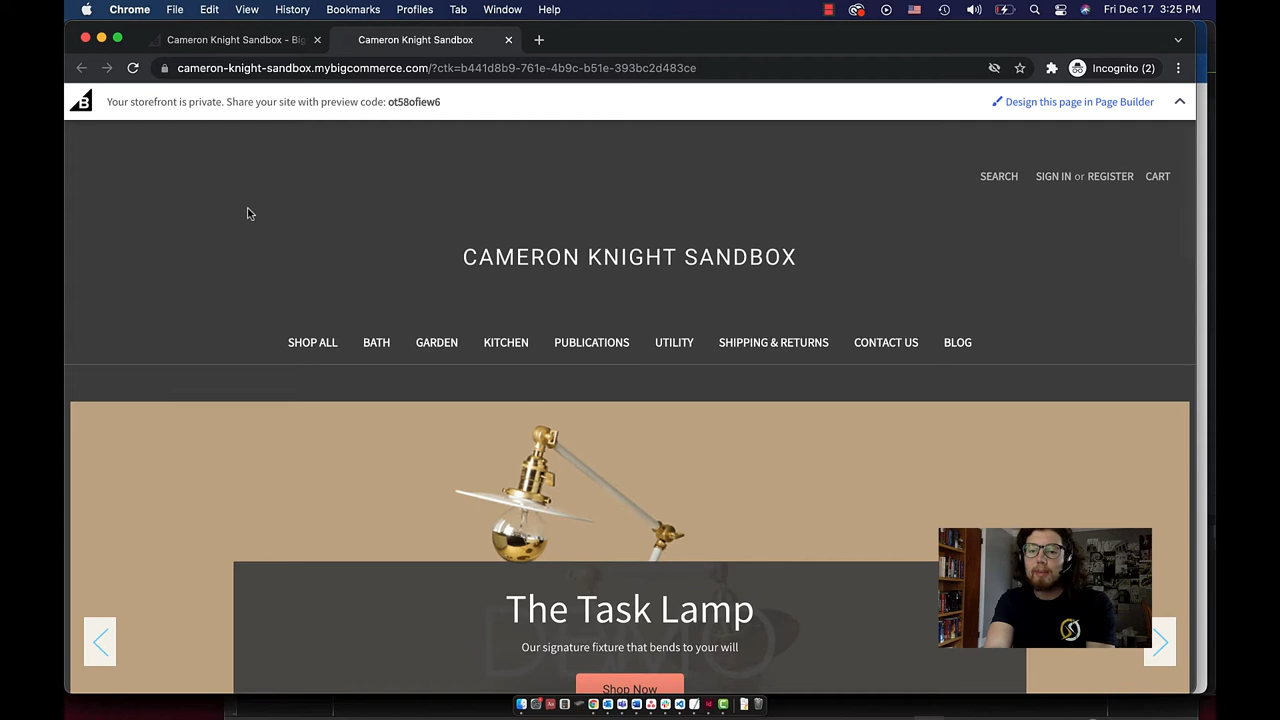 Chrome File Edit View History Bookmarks Profiles Tab Window Help Fri Dec 17 3:25 PM
Cameron Knight Sandbox - Big Cameron Knight Sandbox
cameron-knight-sandbox.mybigcommerce.com/?ctk=b441d8b9-761e-4b9c-b51e-393bc2d483ce Incognito (2)
Your storefront is private. Share your site with preview code: ot58ofiew6 Design this page in Page Builder
SEARCH SIGN IN or REGISTER CART
CAMERON KNIGHT SANDBOX
SHOP ALL BATH GARDEN KITCHEN PUBLICATIONS UTILITY SHIPPING & RETURNS CONTACT US BLOG
The Task Lamp
DEMO
Our signature fixture that bends to your will
Shop Now